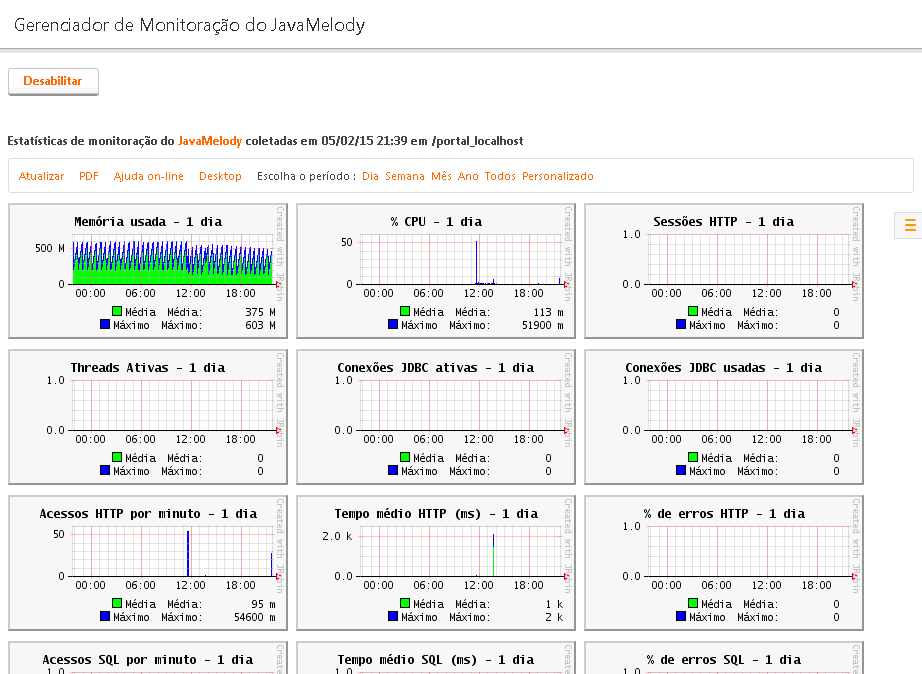 Gerenciador de Monitoração do JavaMelody
Desabilitar
Estatísticas de monitoração do JavaMelody coletadas em 05/02/15 21:39 em /portal_localhost
Atualizar PDF Ajuda on-line Desktop Escolha o período : Dia Semana Mês Ano Todos Personalizado
Memória usada - 1 dia
500 M
0
00:00 06:00 12:00 18:00
Média Média: 375 M
Máximo Máximo: 603 M
Created with JRobin
% CPU - 1 dia
50
0
00:00 06:00 12:00 18:00
Média Média: 113 m
Máximo Máximo: 51900 m
Created with JRobin
Sessões HTTP - 1 dia
1.0
0.0
00:00 06:00 12:00 18:00
Média Média: 0
Máximo Máximo: 0
Created with JRobin
Threads Ativas - 1 dia
1.0
0.0
00:00 06:00 12:00 18:00
Média Média: 0
Máximo Máximo: 0
Created with JRobin
Conexões JDBC ativas - 1 dia
1.0
0.0
00:00 06:00 12:00 18:00
Média Média: 0
Máximo Máximo: 0
Created with JRobin
Conexões JDBC usadas - 1 dia
1.0
0.0
00:00 06:00 12:00 18:00
Média Média: 0
Máximo Máximo: 0
Created with JRobin
Acessos HTTP por minuto - 1 dia
50
0
00:00 06:00 12:00 18:00
Média Média: 95 m
Máximo Máximo: 54600 m
Created with JRobin
Tempo médio HTTP (ms) - 1 dia
2.0 k
0.0
00:00 06:00 12:00 18:00
Média Média: 1 k
Máximo Máximo: 2 k
Created with JRobin
% de erros HTTP - 1 dia
1.0
0.0
00:00 06:00 12:00 18:00
Média Média: 0
Máximo Máximo: 0
Created with JRobin
Acessos SQL por minuto - 1 dia
1.0
Create
Tempo médio SQL (ms) - 1 dia
1.0
Create
% de erros SQL - 1 dia
1.0
Create